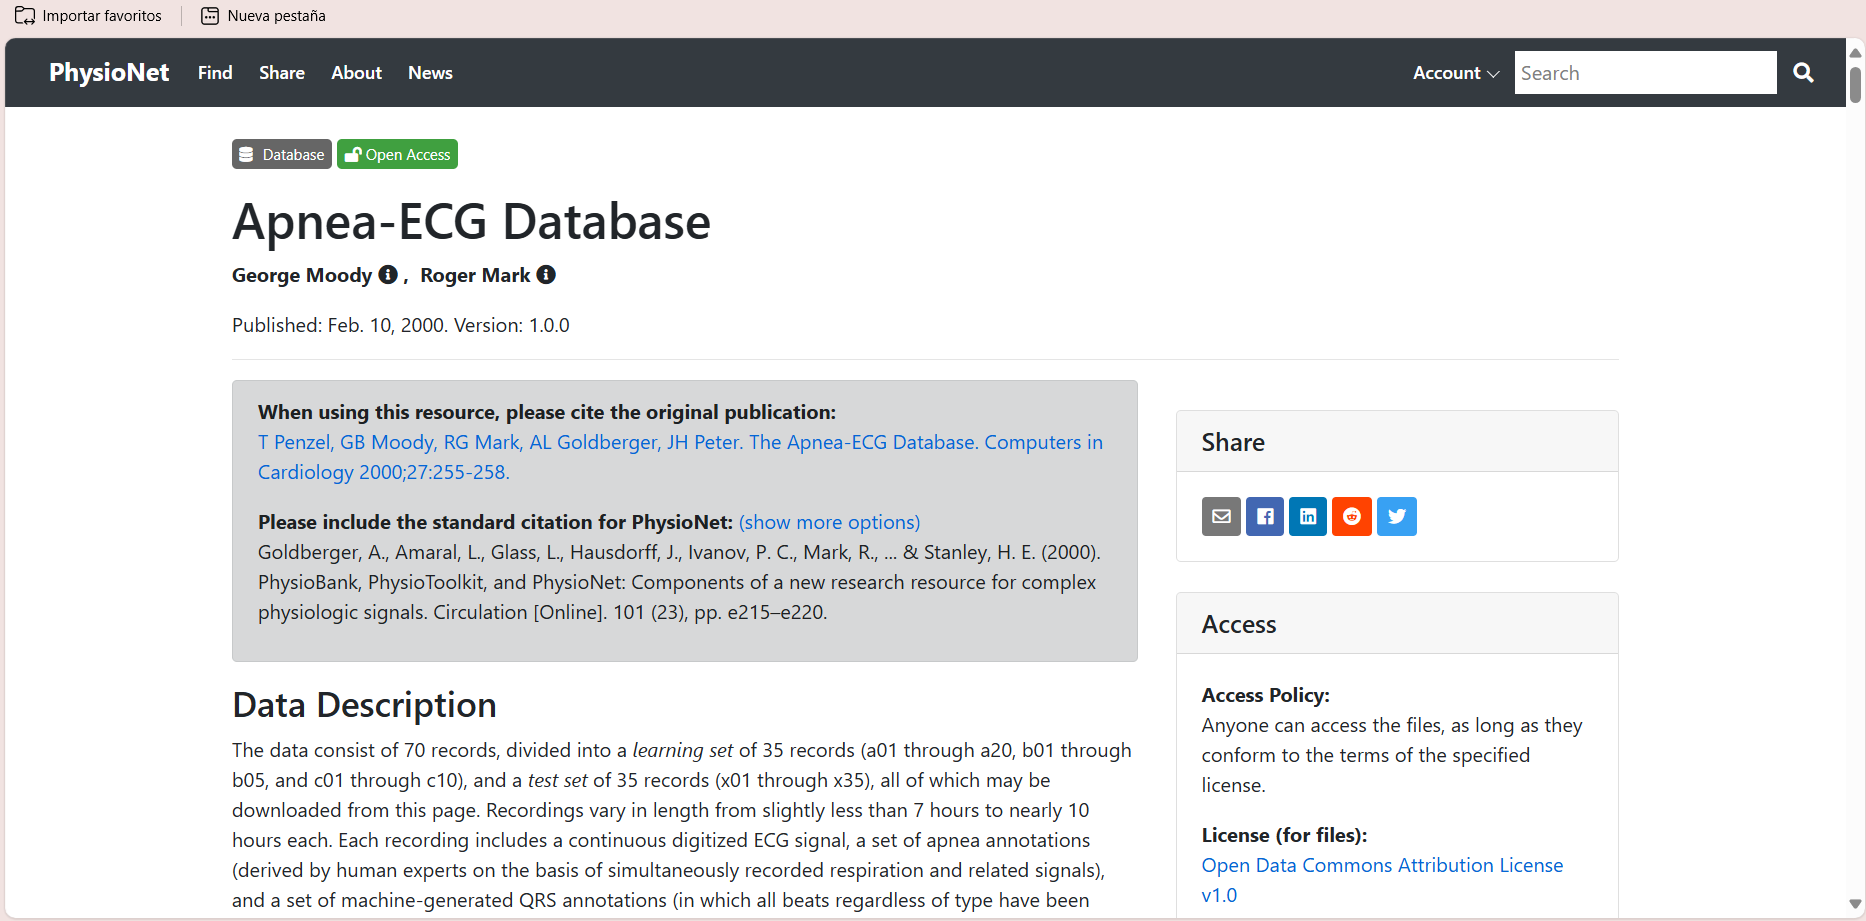 Importar favoritos
Nueva pestaña
PhysioNet Find Share About News
Account
Search
Database
Open Access
Apnea-ECG Database
George Moody , Roger Mark
Published: Feb. 10, 2000. Version: 1.0.0
When using this resource, please cite the original publication:
T Penzel, GB Moody, RG Mark, AL Goldberger, JH Peter. The Apnea-ECG Database. Computers in
Cardiology 2000;27:255-258.
Please include the standard citation for PhysioNet: (show more options)
Goldberger, A., Amaral, L., Glass, L., Hausdorff, J., Ivanov, P. C., Mark, R., ... & Stanley, H. E. (2000).
PhysioBank, PhysioToolkit, and PhysioNet: Components of a new research resource for complex
physiologic signals. Circulation [Online]. 101 (23), pp. e215–e220.
Data Description
The data consist of 70 records, divided into a learning set of 35 records (a01 through a20, b01 through
b05, and c01 through c10), and a test set of 35 records (x01 through x35), all of which may be
downloaded from this page. Recordings vary in length from slightly less than 7 hours to nearly 10
hours each. Each recording includes a continuous digitized ECG signal, a set of apnea annotations
(derived by human experts on the basis of simultaneously recorded respiration and related signals),
and a set of machine-generated QRS annotations (in which all beats regardless of type have been
Share
Access
Access Policy:
Anyone can access the files, as long as they
conform to the terms of the specified
license.
License (for files):
Open Data Commons Attribution License
v1.0